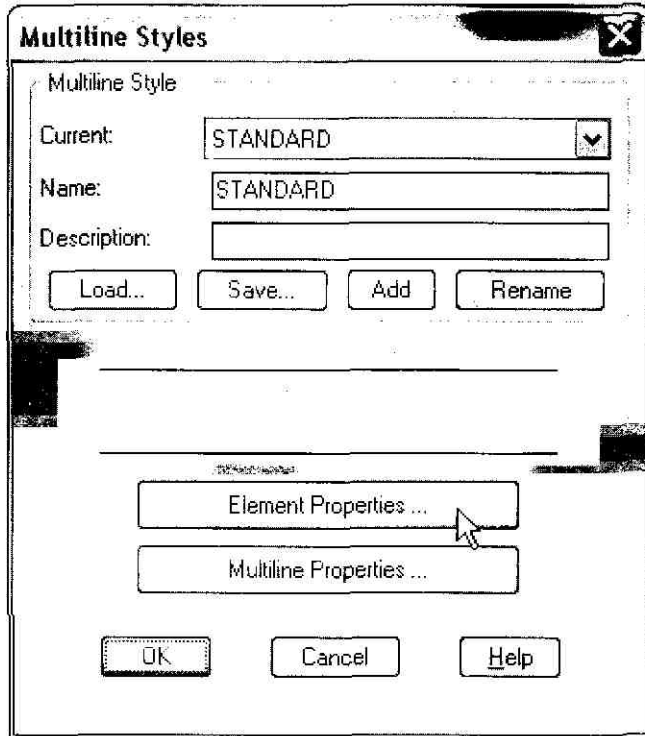 Multiline Styles
Multiline Style
Current: STANDARD
Name: STANDARD
Description:
Load... Save... Add Rename
Element Properties ...
Multiline Properties ...
OK Cancel Help